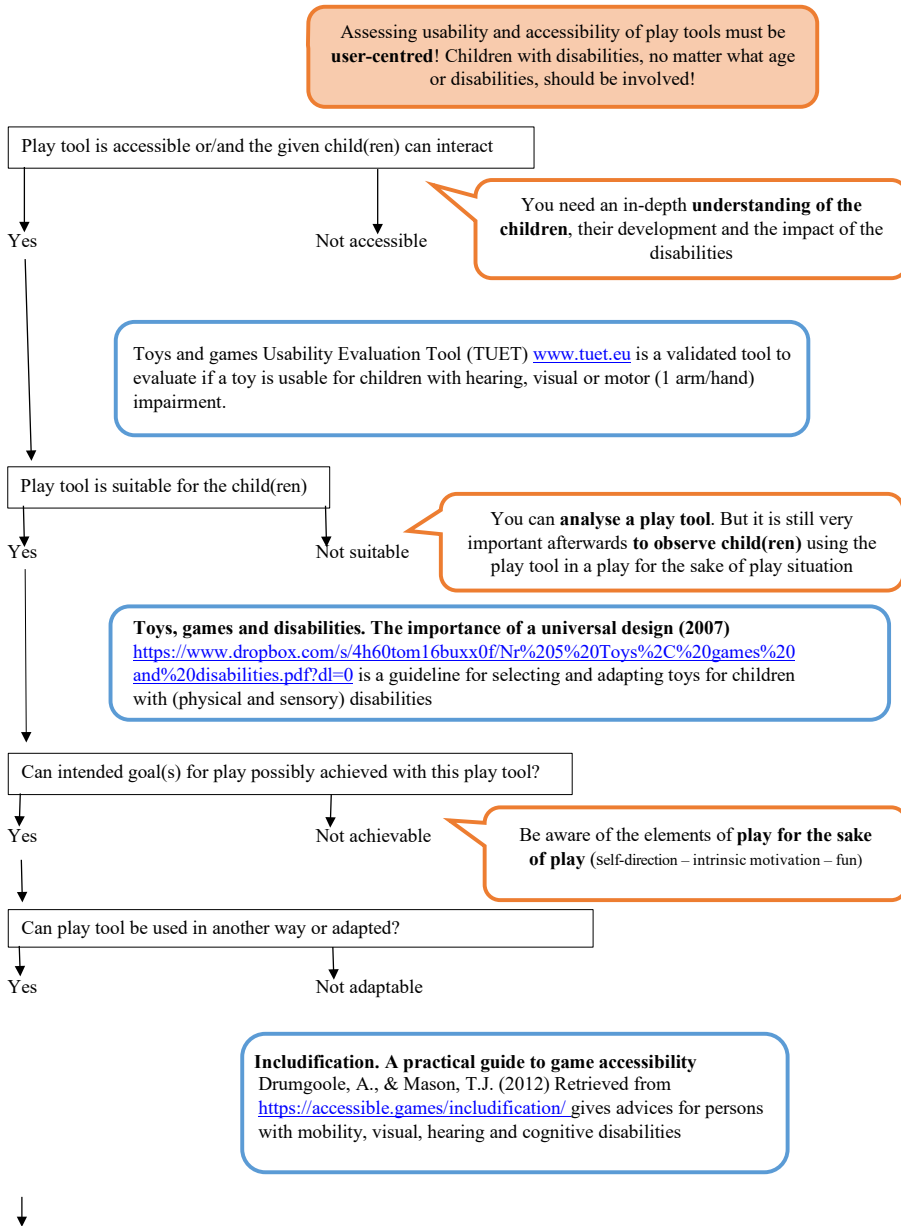 Assessing usability and accessibility of play tools must be
user-centred! Children with disabilities, no matter what age
or disabilities, should be involved!
Play tool is accessible or/and the given child(ren) can interact
You need an in-depth understanding of the
children, their development and the impact of the
disabilities
Yes
Not accessible
Toys and games Usability Evaluation Tool (TUET) www.tuet.eu is a validated tool to
evaluate if a toy is usable for children with hearing, visual or motor (1 arm/hand)
impairment.
Play tool is suitable for the child(ren)
You can analyse a play tool. But it is still very
important afterwards to observe child(ren) using the
play tool in a play for the sake of play situation
Yes
Not suitable
Toys, games and disabilities. The importance of a universal design (2007)
https://www.dropbox.com/s/4h60tom16buxx0f/Nr%205%20Toys%2C%20games%20
and%20disabilities.pdf?dl=0 is a guideline for selecting and adapting toys for children
with (physical and sensory) disabilities
Can intended goal(s) for play possibly achieved with this play tool?
Yes
Not achievable
Be aware of the elements of play for the sake
of play (self-direction – intrinsic motivation – fun)
Can play tool be used in another way or adapted?
Yes
Not adaptable
Includification. A practical guide to game accessibility
Drumgoole, A., & Mason, T.J. (2012) Retrieved from
https://accessible.games/includification/ gives advices for persons
with mobility, visual, hearing and cognitive disabilities